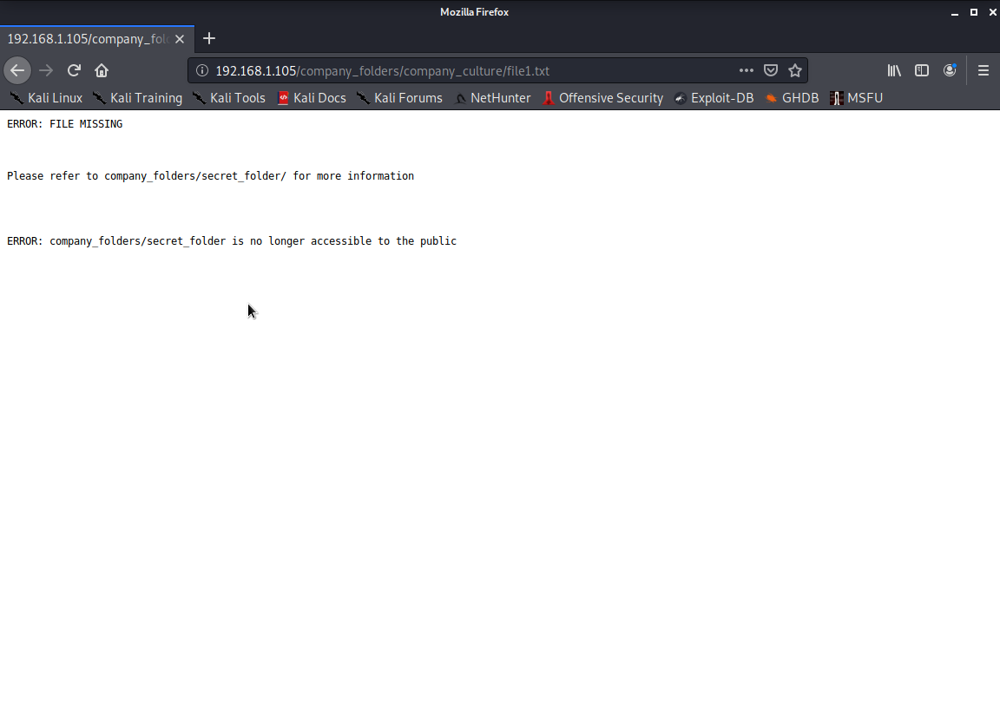 Mozilla Firefox
192.168.1.105/company_fol
192.168.1.105/company_folders/company_culture/file1.txt
Kali Linux Kali Training Kali Tools Kali Docs Kali Forums NetHunter Offensive Security Exploit-DB GHDB MSFU
ERROR: FILE MISSING
Please refer to company_folders/secret_folder/ for more information
ERROR: company_folders/secret_folder is no longer accessible to the public